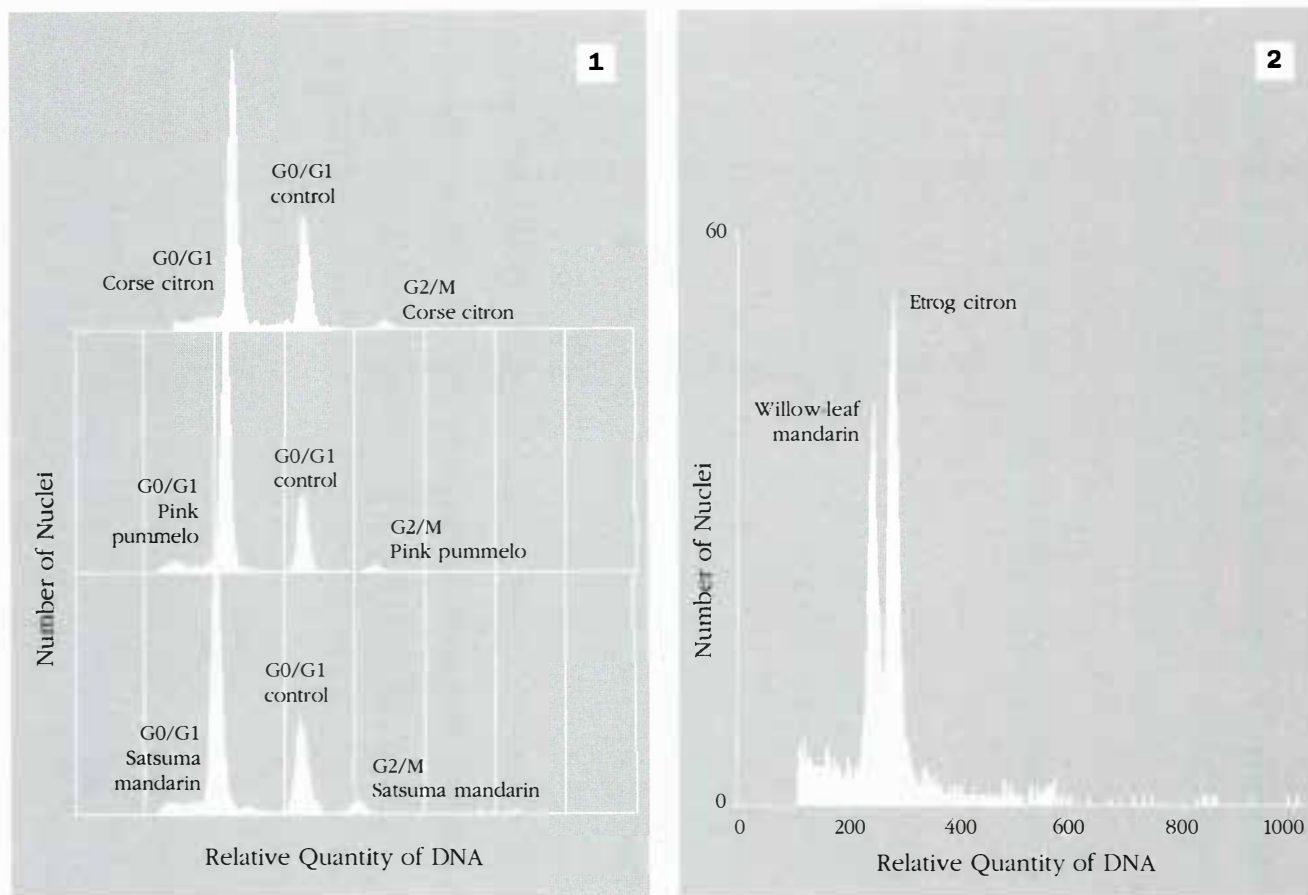 1
G0/G1
control
G0/G1
Corse citron
G2/M
Corse citron
G0/G1
control
G0/G1
Pink
pummelo
G2/M
Pink pummelo
G0/G1
control
G0/G1
Satsuma
mandarin
G2/M
Satsuma mandarin
Number of Nuclei
Relative Quantity of DNA
2
60
Etrog citron
Willow-leaf
mandarin
Number of Nuclei
0
0 200 400 600 800 1000
Relative Quantity of DNA